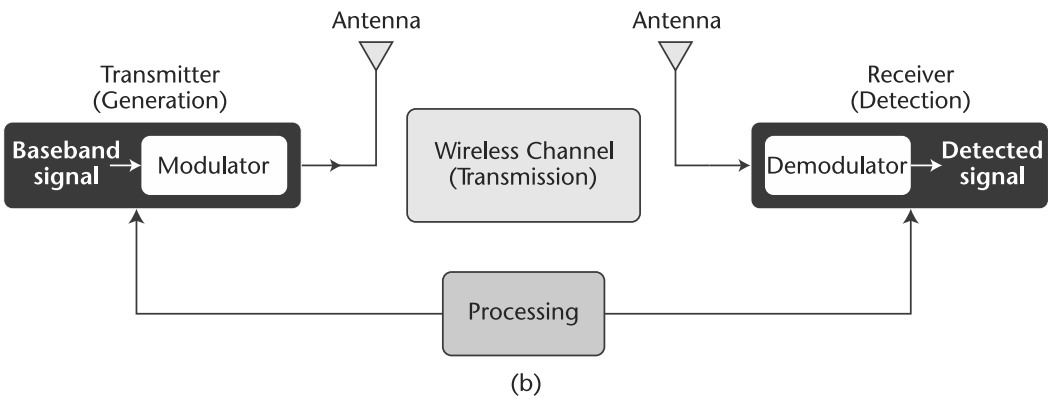 Antenna
Antenna
Transmitter
(Generation)
Receiver
(Detection)
Baseband
signal
Modulator
Wireless Channel
(Transmission)
Demodulator
Detected
signal
Processing
(b)